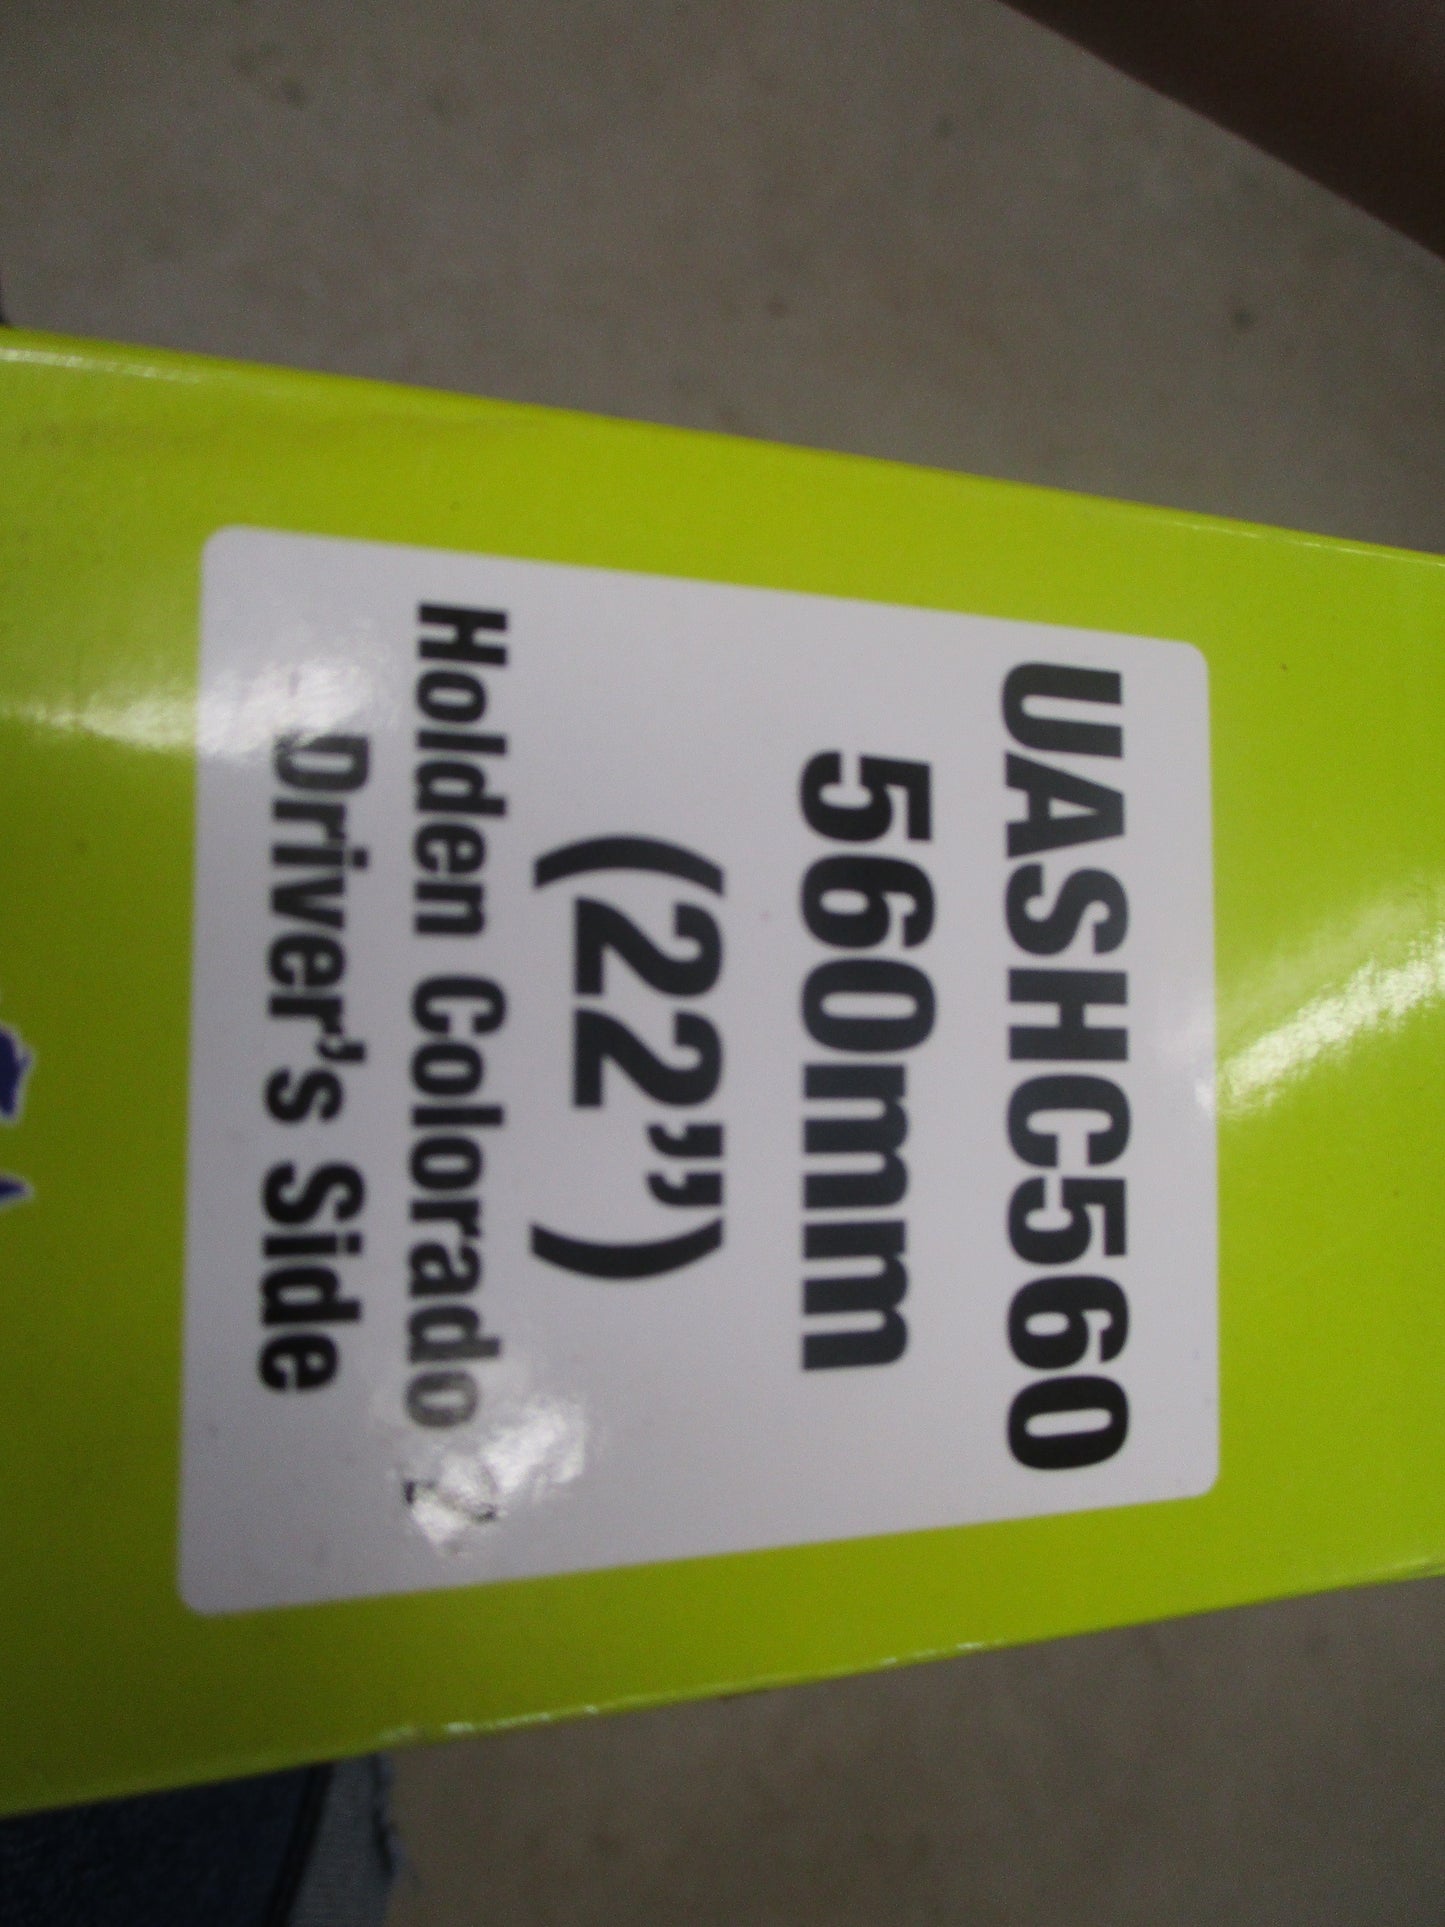 UASHC560
560mm
(22”)
Holden Colorado
Driver's Side